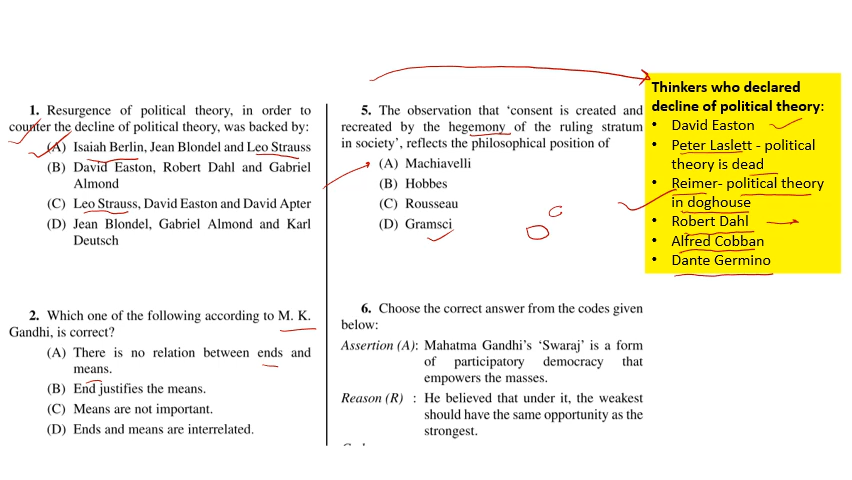 1. Resurgence of political theory, in order to
counter the decline of political theory, was backed by:
(A) Isaiah Berlin, Jean Blondel and Leo Strauss
(B) David Easton, Robert Dahl and Gabriel
Almond
(C) Leo Strauss, David Easton and David Apter
(D) Jean Blondel, Gabriel Almond and Karl
Deutsch
2. Which one of the following according to M. K.
Gandhi, is correct?
(A) There is no relation between ends and
means.
(B) End justifies the means.
(C) Means are not important.
(D) Ends and means are interrelated.
5. The observation that ‘consent is created and
recreated by the hegemony of the ruling stratum
in society’, reflects the philosophical position of
(A) Machiavelli
(B) Hobbes
(C) Rousseau
(D) Gramsci
6. Choose the correct answer from the codes given
below:
Assertion (A): Mahatma Gandhi’s ‘Swaraj’ is a form
of participatory democracy that
empowers the masses.
Reason (R) : He believed that under it, the weakest
should have the same opportunity as the
strongest.
Thinkers who declared
decline of political theory:
• David Easton
• Peter Laslett - political
theory is dead
• Reimer- political theory
in doghouse
• Robert Dahl
• Alfred Cobban
• Dante Germino